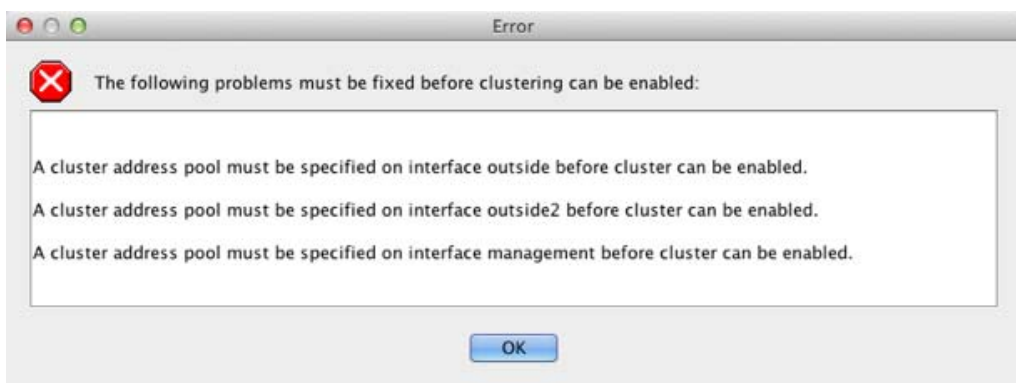 Error
The following problems must be fixed before clustering can be enabled:
A cluster address pool must be specified on interface outside before cluster can be enabled.
A cluster address pool must be specified on interface outside2 before cluster can be enabled.
A cluster address pool must be specified on interface management before cluster can be enabled.
OK